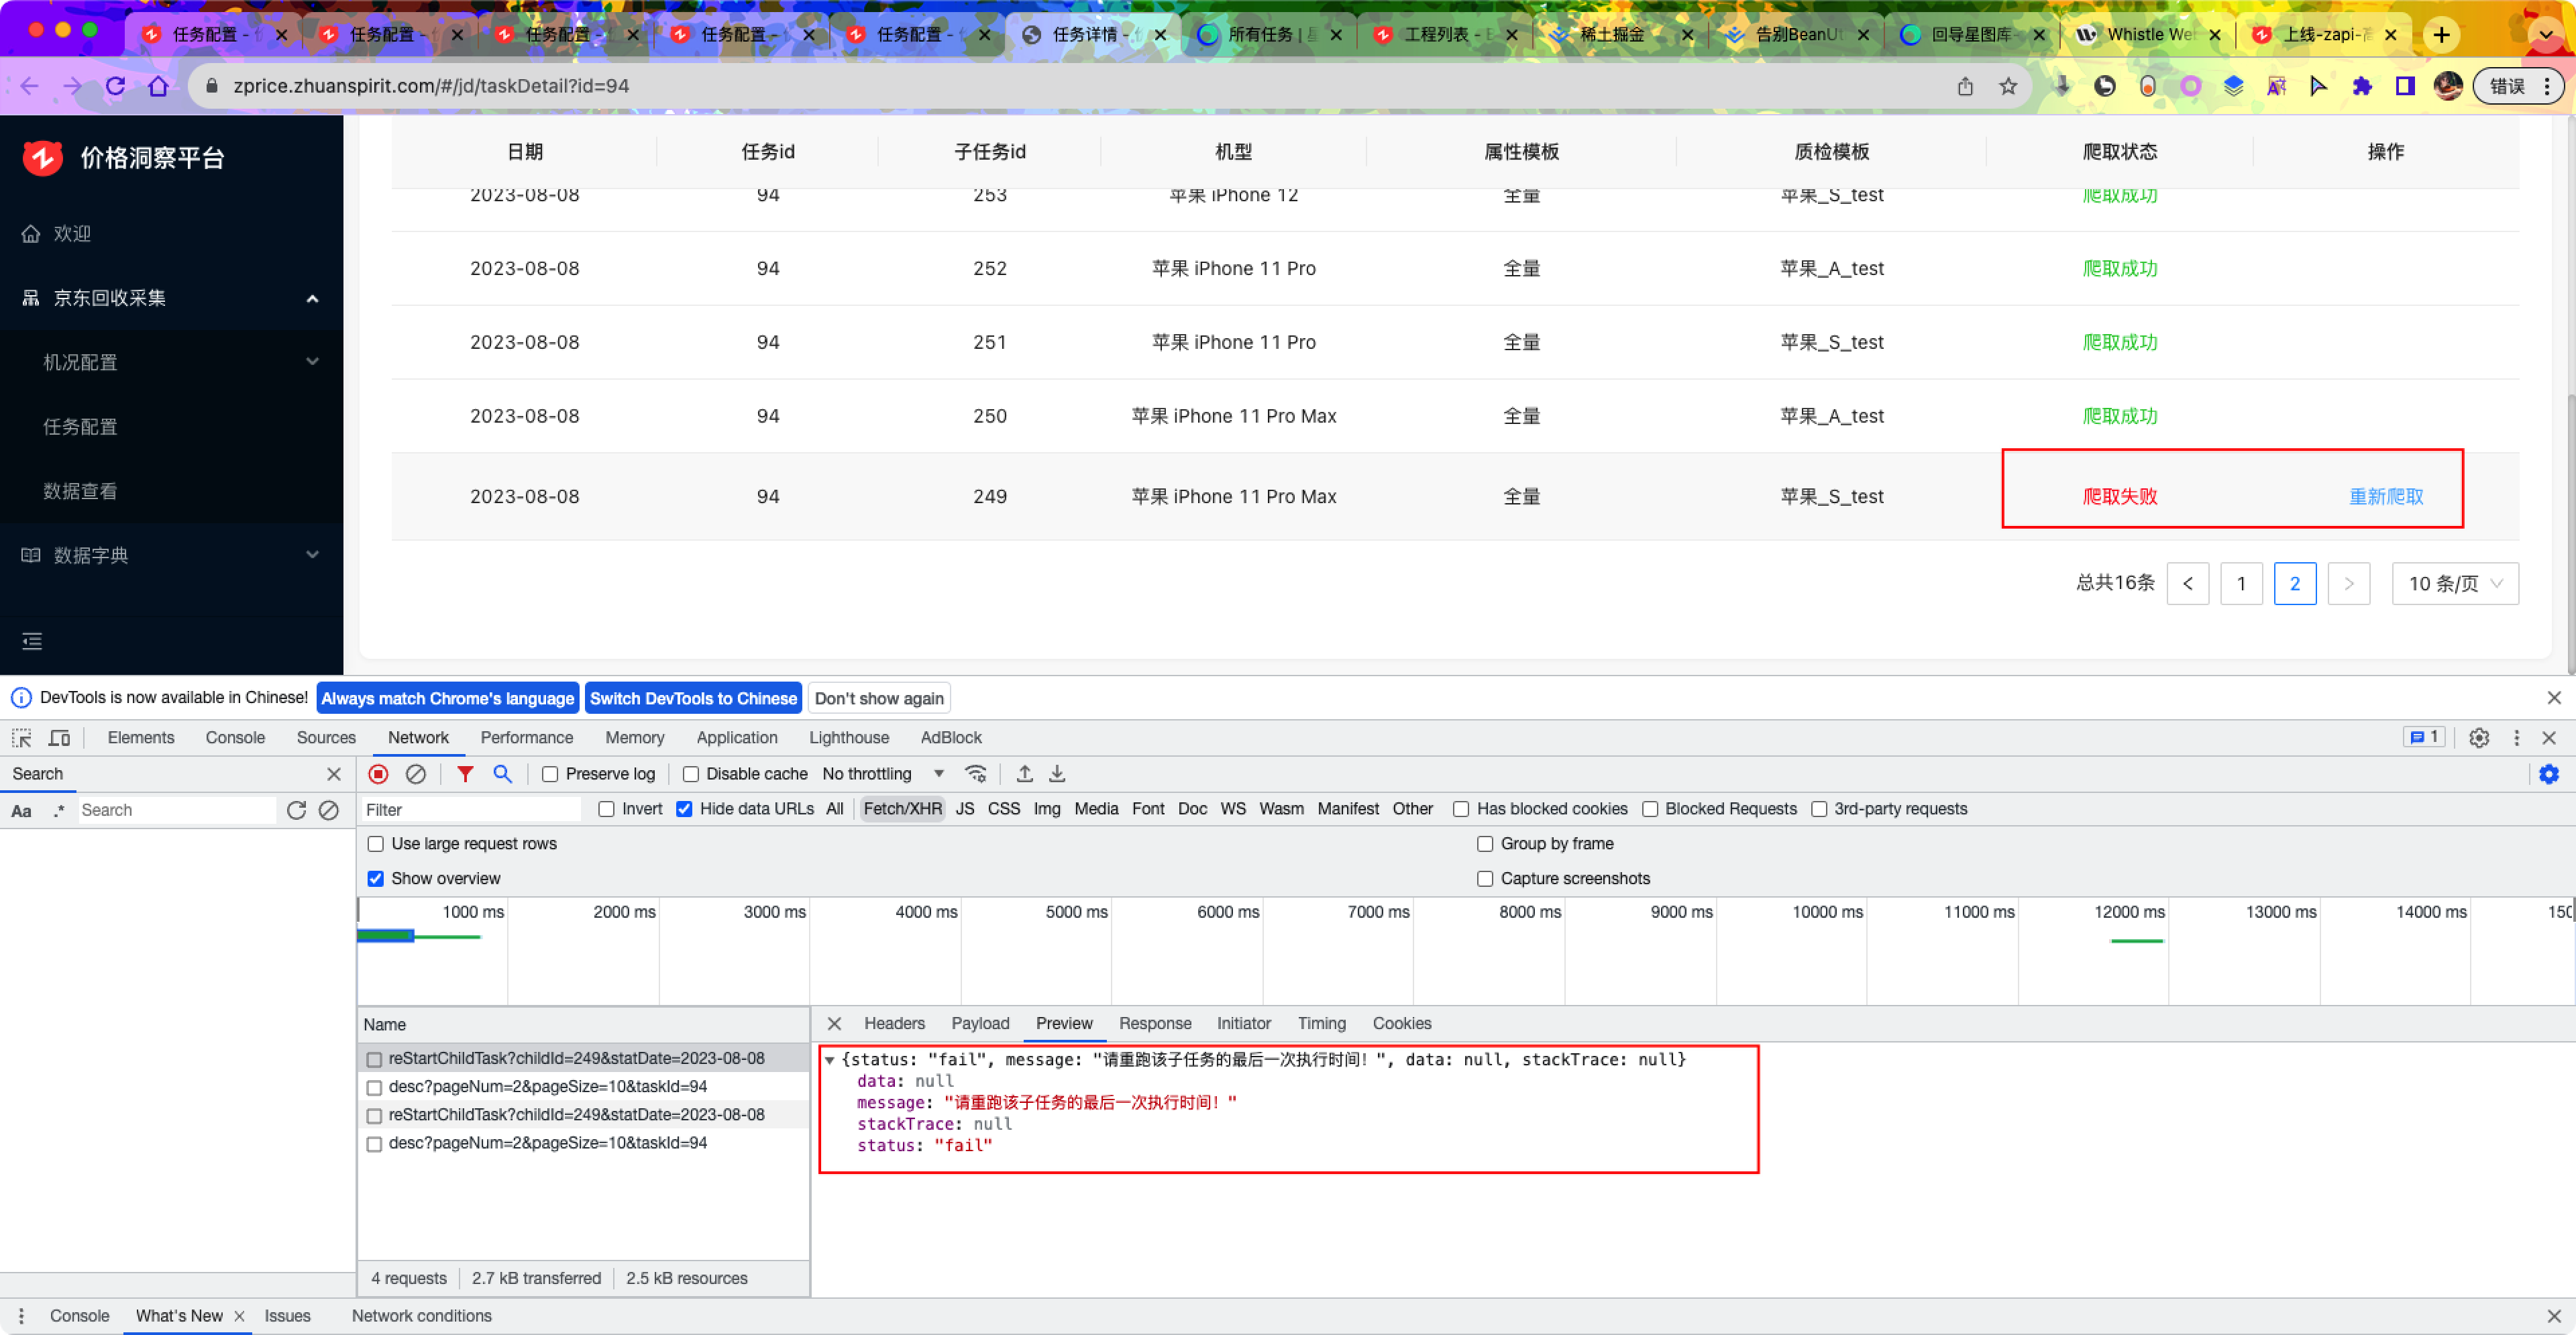 任务配置 -
任务配置 -
任务配置 -
任务配置 -
任务配置 -
任务详情 -
所有任务 |
工程列表 -
稀土掘金
告别BeanU
回导星图库-
Whistle We
上线-zapi-
zprice.zhuanspirit.com/#/jd/taskDetail?id=94
错误
价格洞察平台
欢迎
京东回收采集
机况配置
任务配置
数据查看
数据字典
日期 任务id 子任务id 机型 属性模板 质检模板 爬取状态 操作
2023-08-08 94 253 苹果 iPhone 12 全量 苹果_S_test 爬取成功
2023-08-08 94 252 苹果 iPhone 11 Pro 全量 苹果_A_test 爬取成功
2023-08-08 94 251 苹果 iPhone 11 Pro 全量 苹果_S_test 爬取成功
2023-08-08 94 250 苹果 iPhone 11 Pro Max 全量 苹果_A_test 爬取成功
2023-08-08 94 249 苹果 iPhone 11 Pro Max 全量 苹果_S_test 爬取失败 重新爬取
总共16条 < 1 2 > 10 条/页
DevTools is now available in Chinese! Always match Chrome's language Switch DevTools to Chinese Don't show again
Elements Console Sources Network Performance Memory Application Lighthouse AdBlock 1
Search
Preserve log Disable cache No throttling
Aa .* Search
Filter Invert Hide data URLs All Fetch/XHR JS CSS Img Media Font Doc WS Wasm Manifest Other Has blocked cookies Blocked Requests 3rd-party requests
Use large request rows Group by frame
Show overview Capture screenshots
1000 ms 2000 ms 3000 ms 4000 ms 5000 ms 6000 ms 7000 ms 8000 ms 9000 ms 10000 ms 11000 ms 12000 ms 13000 ms 14000 ms
Name
reStartChildTask?childId=249&statDate=2023-08-08
desc?pageNum=2&pageSize=10&taskId=94
reStartChildTask?childId=249&statDate=2023-08-08
desc?pageNum=2&pageSize=10&taskId=94
Headers Payload Preview Response Initiator Timing Cookies
{status: "fail", message: "请重跑该子任务的最后一次执行时间！", data: null, stackTrace: null}
data: null
message: "请重跑该子任务的最后一次执行时间！"
stackTrace: null
status: "fail"
4 requests 2.7 kB transferred 2.5 kB resources
Console What's New Issues Network conditions